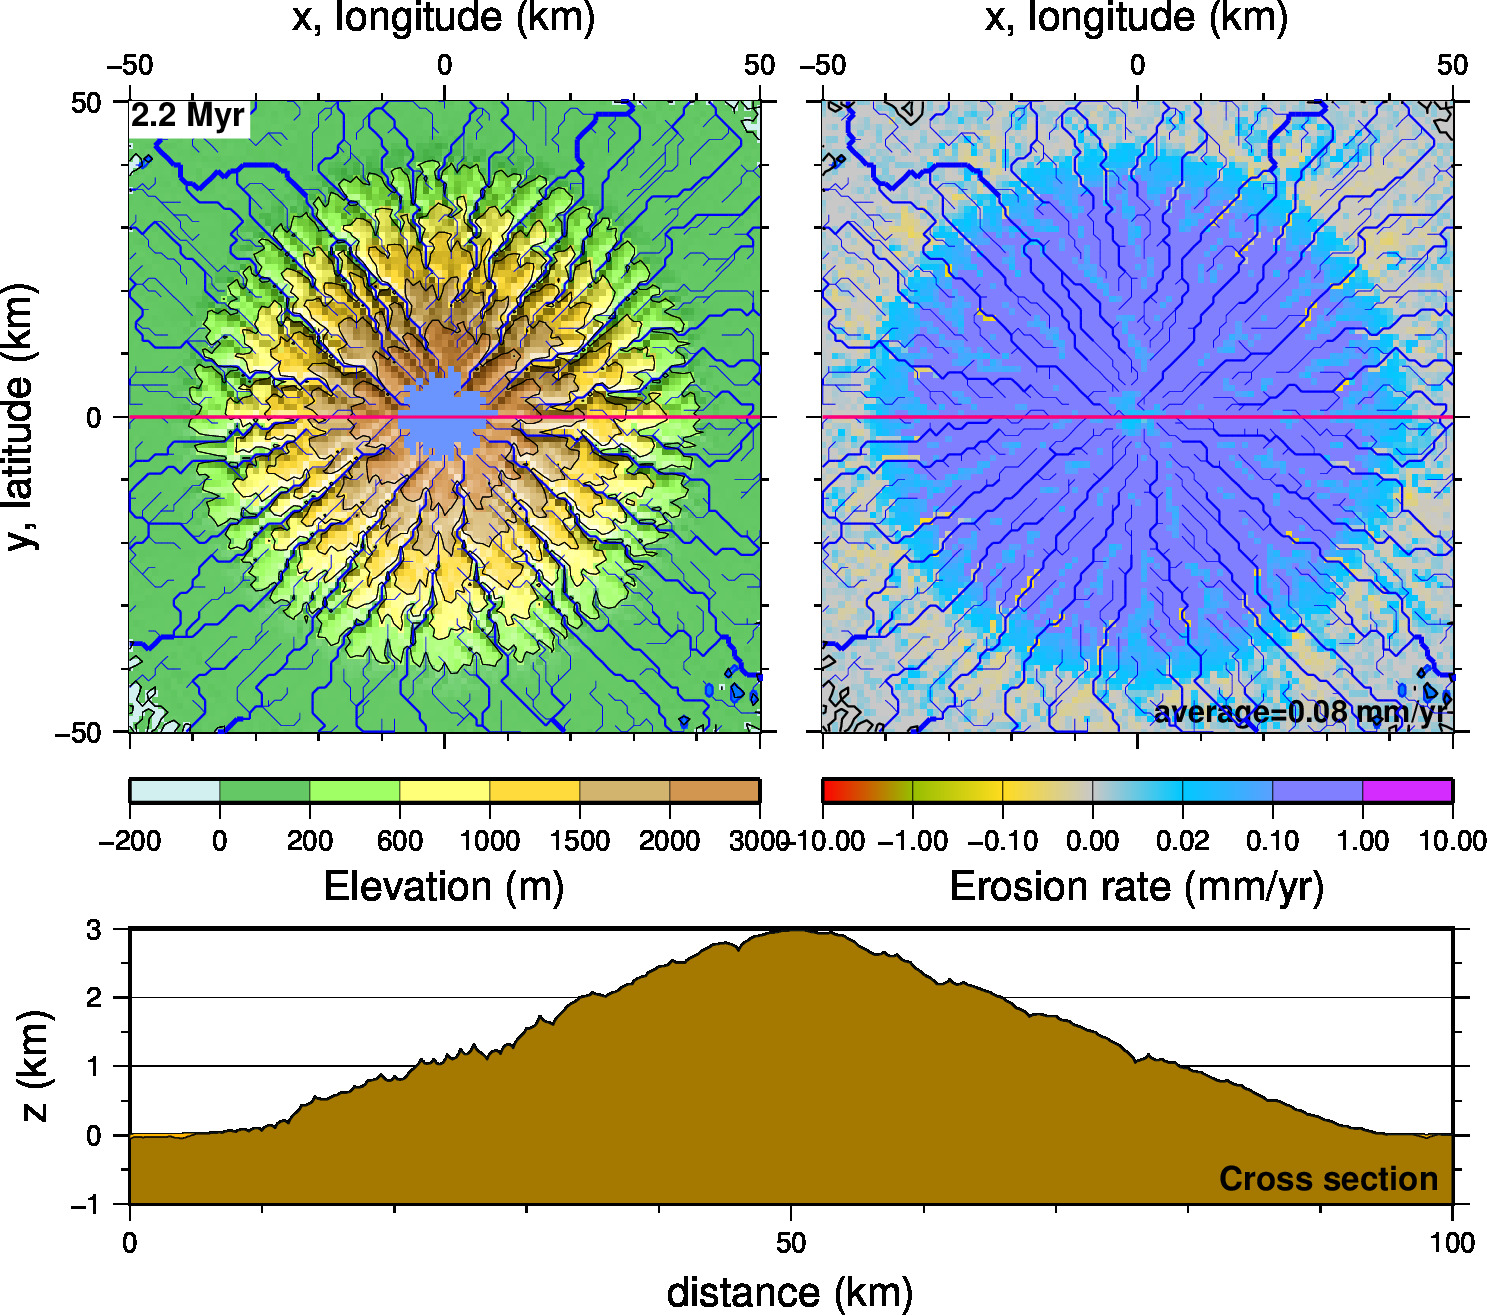 x, longitude (km) x, longitude (km)
−50 0 50 −50 0 50
2.2 Myr
y, latitude (km)
50
0
−50
average=0.08 mm/yr
−200 0 200 600 1000 1500 2000 3000
−10.00 −1.00 −0.10 0.00 0.02 0.10 1.00 10.00
Elevation (m) Erosion rate (mm/yr)
z (km)
3
2
1
0
−1
Cross section
0 50 100
distance (km)